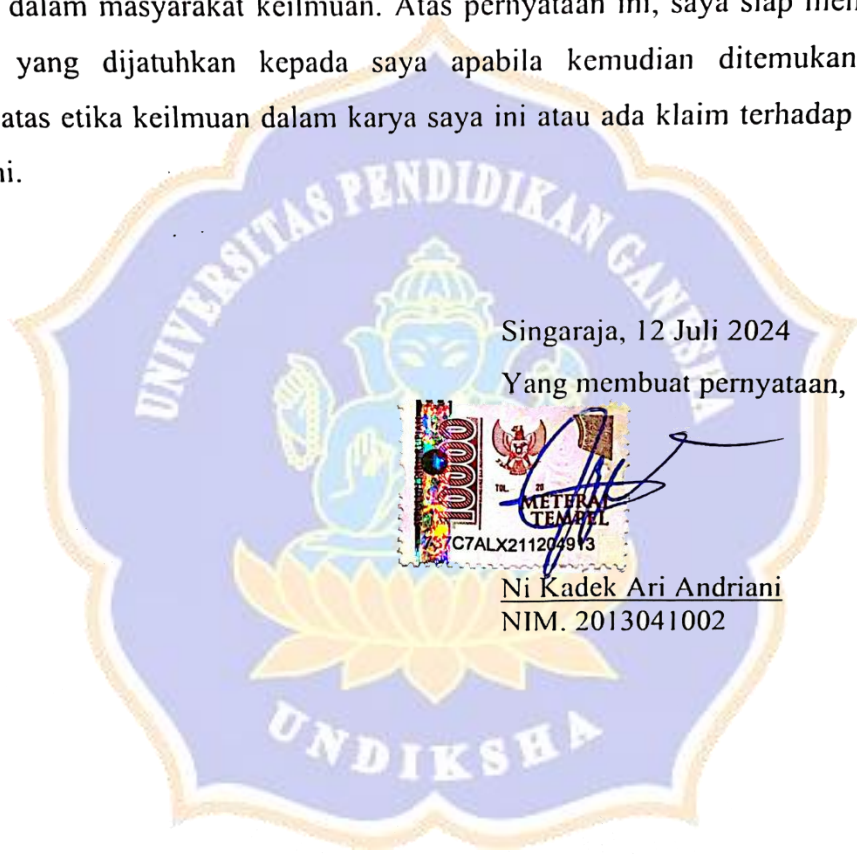 dalam masyarakat keilmuan. Atas pernyataan ini, saya siap
yang dijatuhkan kepada saya apabila kemudian ditemukan
atas etika keilmuan dalam karya saya ini atau ada klaim terhadap
UNIVERSITAS PENDIDIKAN GANESHA
Singaraja, 12 Juli 2024
Yang membuat pernyataan,
10000
TGL. 20
METERAI
TEMPEL
C7ALX211204913
Ni Kadek Ari Andriani
NIM. 2013041002
UNDIKSHA